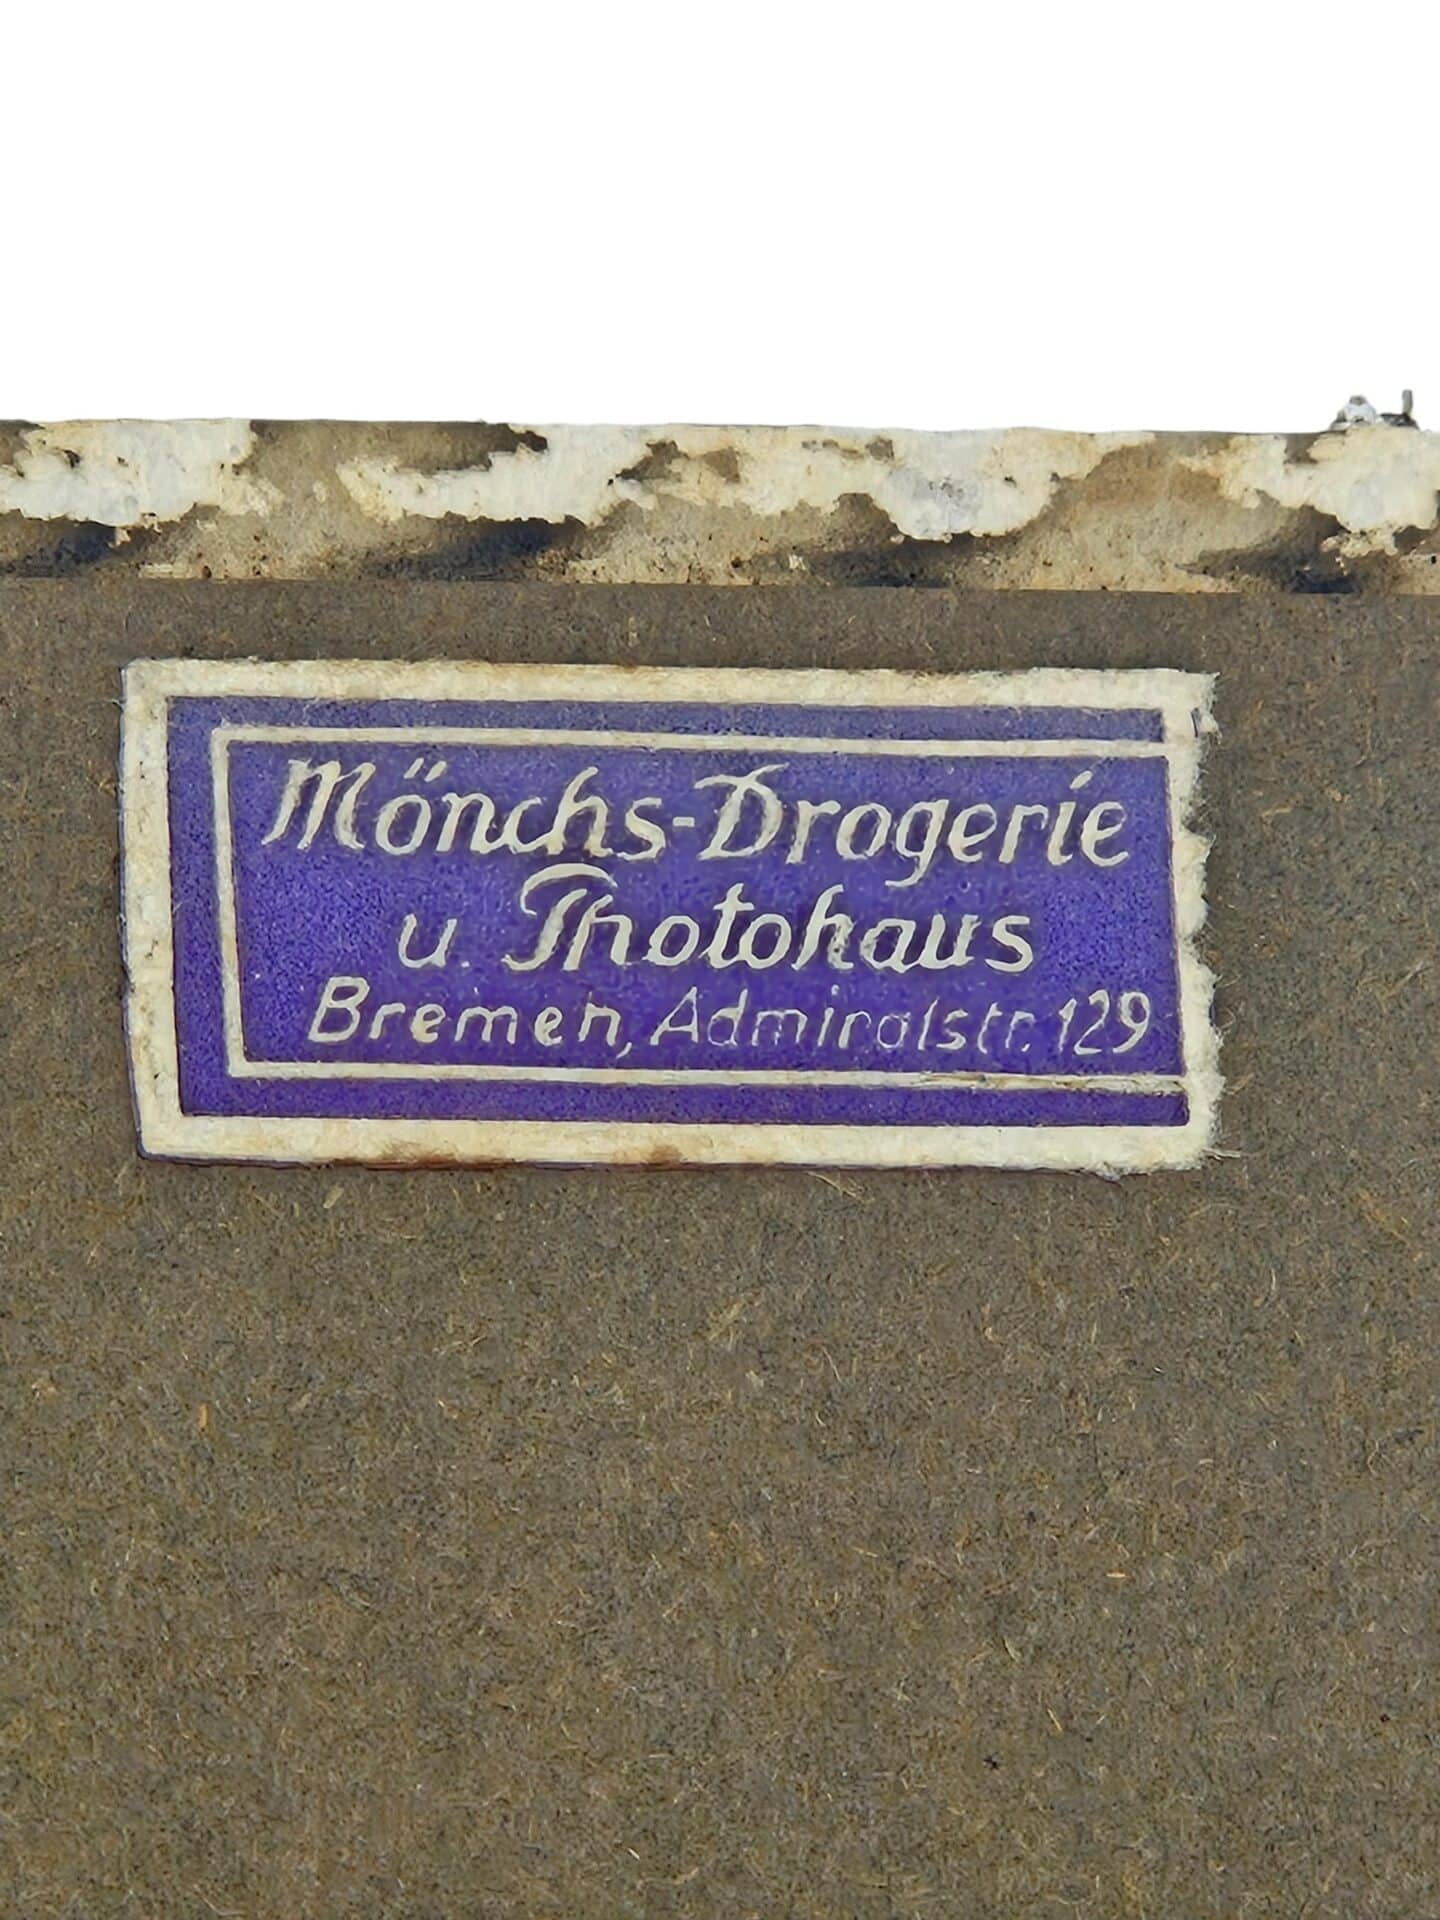 Mönchs-Drogerie
u Photohaus
Bremen, Admiralstr. 129